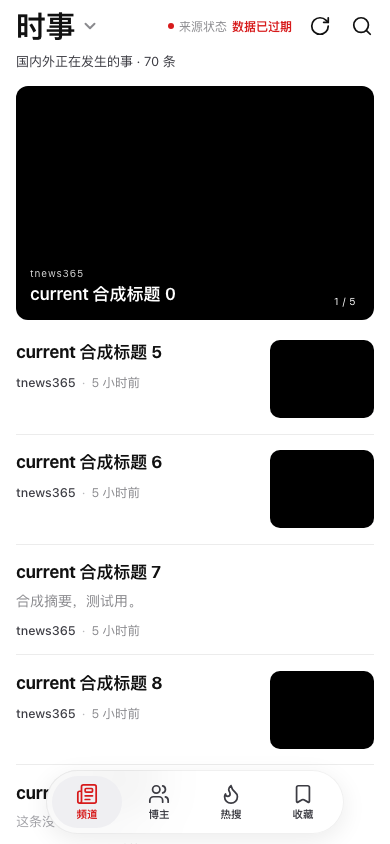 时事
来源状态 数据已过期
国内外正在发生的事 · 70 条
tnews365
current 合成标题 0
1 / 5
current 合成标题 5
tnews365 · 5 小时前
current 合成标题 6
tnews365 · 5 小时前
current 合成标题 7
合成摘要，测试用。
tnews365 · 5 小时前
current 合成标题 8
tnews365 · 5 小时前
这条没
频道 博主 热搜 收藏